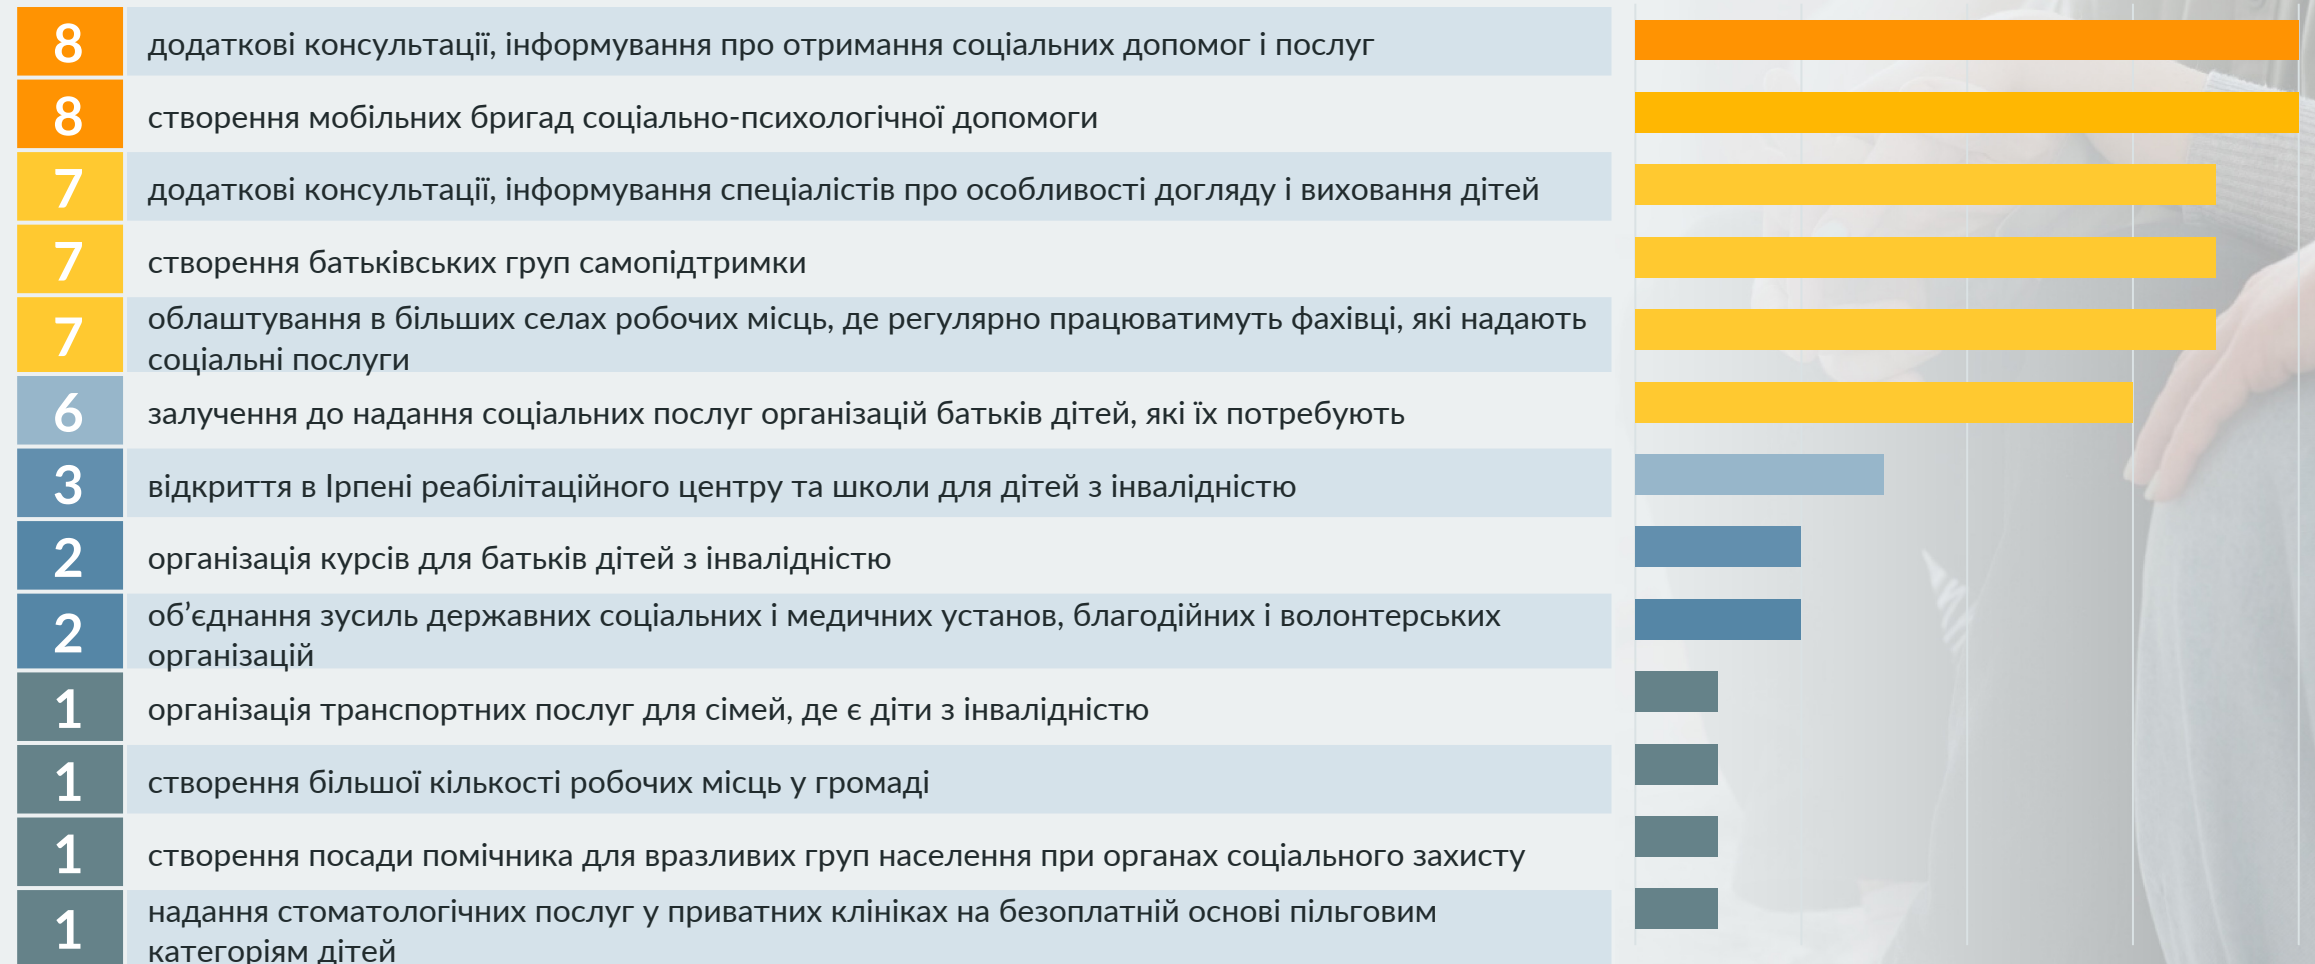 8 додаткові консультації, інформування про отримання соціальних допомог і послуг
8 створення мобільних бригад соціально-психологічної допомоги
7 додаткові консультації, інформування спеціалістів про особливості догляду і виховання дітей
7 створення батьківських груп самопідтримки
7 облаштування в більших селах робочих місць, де регулярно працюватимуть фахівці, які надають
соціальні послуги
6 залучення до надання соціальних послуг організацій батьків дітей, які їх потребують
3 відкриття в Ірпені реабілітаційного центру та школи для дітей з інвалідністю
2 організація курсів для батьків дітей з інвалідністю
2 об’єднання зусиль державних соціальних і медичних установ, благодійних і волонтерських
організацій
1 організація транспортних послуг для сімей, де є діти з інвалідністю
1 створення більшої кількості робочих місць у громаді
1 створення посади помічника для вразливих груп населення при органах соціального захисту
1 надання стоматологічних послуг у приватних клініках на безоплатній основі пільговим
категоріям дітей